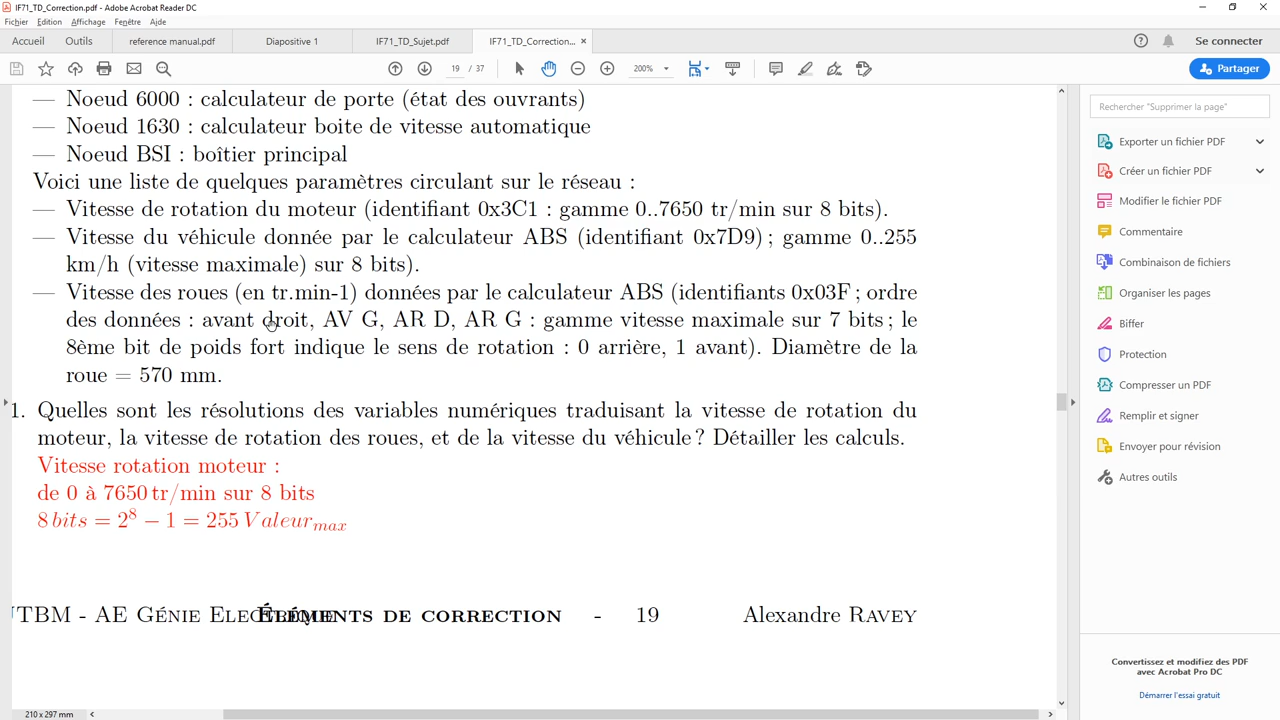 IF71_TD_Correction.pdf - Adobe Acrobat Reader DC
Fichier Edition Affichage Fenêtre Aide
Accueil Outils reference manual.pdf Diapositive 1 IF71_TD_Sujet.pdf IF71_TD_Correction... × Se connecter
19 / 37 200% Partager
— Noeud 6000 : calculateur de porte (état des ouvrants)
— Noeud 1630 : calculateur boite de vitesse automatique
— Noeud BSI : boîtier principal
Voici une liste de quelques paramètres circulant sur le réseau :
— Vitesse de rotation du moteur (identifiant 0x3C1 : gamme 0..7650 tr/min sur 8 bits).
— Vitesse du véhicule donnée par le calculateur ABS (identifiant 0x7D9) ; gamme 0..255
km/h (vitesse maximale) sur 8 bits).
— Vitesse des roues (en tr.min-1) données par le calculateur ABS (identifiants 0x03F ; ordre
des données : avant droit, AV G, AR D, AR G : gamme vitesse maximale sur 7 bits ; le
8ème bit de poids fort indique le sens de rotation : 0 arrière, 1 avant). Diamètre de la
roue = 570 mm.
1. Quelles sont les résolutions des variables numériques traduisant la vitesse de rotation du
moteur, la vitesse de rotation des roues, et de la vitesse du véhicule ? Détailler les calculs.
Vitesse rotation moteur :
de 0 à 7650 tr/min sur 8 bits
8 bits = 2⁸ − 1 = 255 Valeur_max
UTBM - AE Génie Elec ÉLÉMENTS DE CORRECTION - 19 Alexandre Ravey
210 x 297 mm
Rechercher "Supprimer la page"
Exporter un fichier PDF
Créer un fichier PDF
Modifier le fichier PDF
Commentaire
Combinaison de fichiers
Organiser les pages
Biffer
Protection
Compresser un PDF
Remplir et signer
Envoyer pour révision
Autres outils
Convertissez et modifiez des PDF
avec Acrobat Pro DC
Démarrer l'essai gratuit